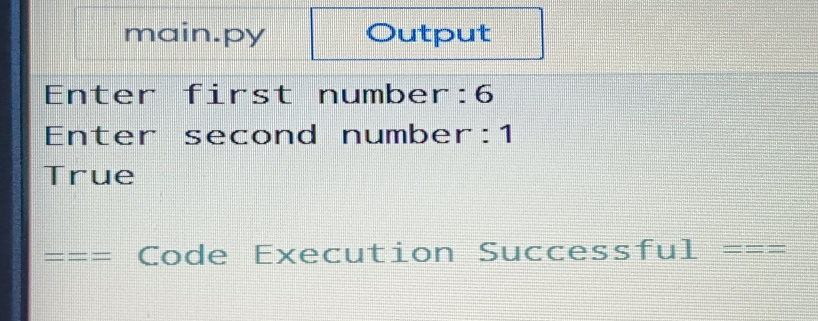 main.py Output
Enter first number:6
Enter second number:1
True
=== Code Execution Successful ===